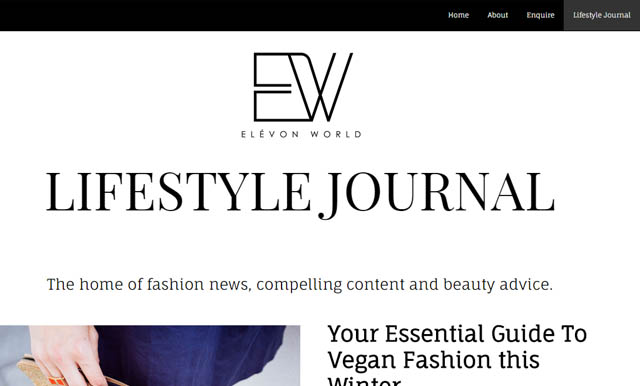 Home About Enquire Lifestyle Journal
EW
ELÉVON WORLD
LIFESTYLE JOURNAL
The home of fashion news, compelling content and beauty advice.
Your Essential Guide To
Vegan Fashion this
Winter